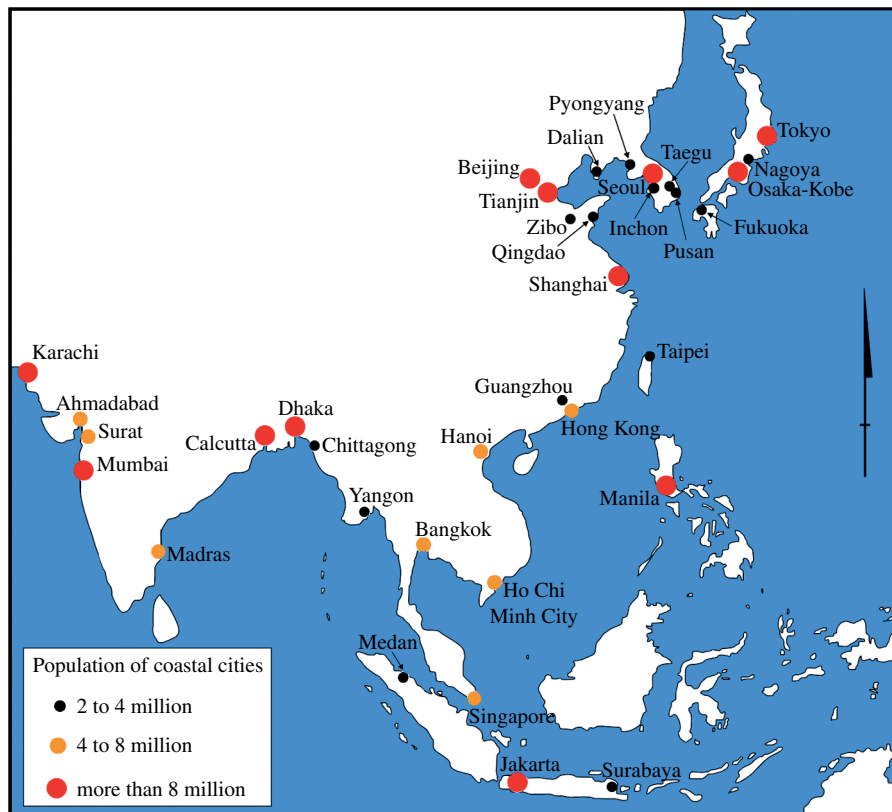 Pyongyang
Dalian
Tokyo
Taegu
Beijing
Nagoya
Seoul
Osaka-Kobe
Tianjin
Zibo
Inchon
Fukuoka
Qingdao
Pusan
Shanghai
Karachi
Taipei
Guangzhou
Ahmadabad
Dhaka
Surat
Calcutta
Hanoi
Hong Kong
Chittagong
Mumbai
Yangon
Manila
Bangkok
Madras
Ho Chi
Minh City
Medan
Singapore
Jakarta
Surabaya
Population of coastal cities
2 to 4 million
4 to 8 million
more than 8 million